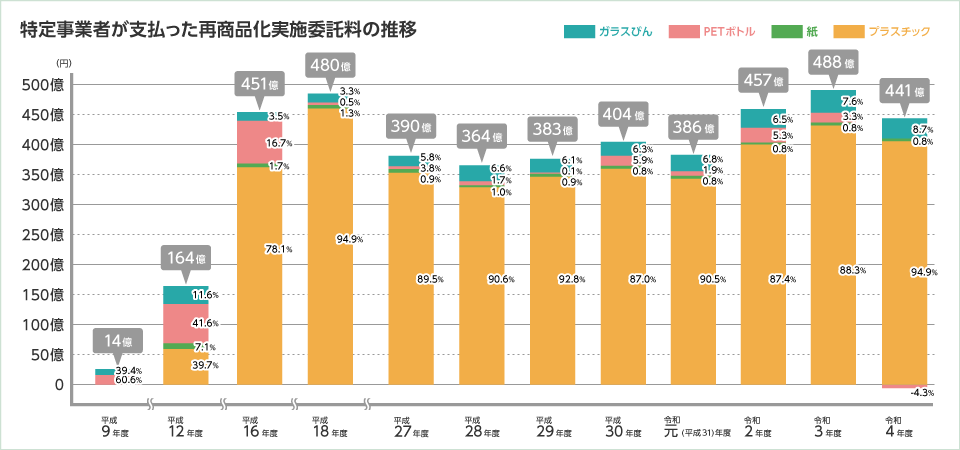 特定事業者が支払った再商品化実施委託料の推移
ガラスびん PETボトル 紙 プラスチック
(円)
500億
450億
400億
350億
300億
250億
200億
150億
100億
50億
0
14億
39.4%
60.6%
164億
11.6%
41.6%
7.1%
39.7%
451億
3.5%
16.7%
1.7%
78.1%
480億
3.3%
0.5%
1.3%
94.9%
390億
5.8%
3.8%
0.9%
89.5%
364億
6.6%
1.7%
1.0%
90.6%
383億
6.1%
0.1%
0.9%
92.8%
404億
6.3%
5.9%
0.8%
87.0%
386億
6.8%
1.9%
0.8%
90.5%
457億
6.5%
5.3%
0.8%
87.4%
488億
7.6%
3.3%
0.8%
88.3%
441億
8.7%
0.8%
94.9%
-4.3%
平成
9年度
平成
12年度
平成
16年度
平成
18年度
平成
27年度
平成
28年度
平成
29年度
平成
30年度
令和
元(平成31)年度
令和
2年度
令和
3年度
令和
4年度